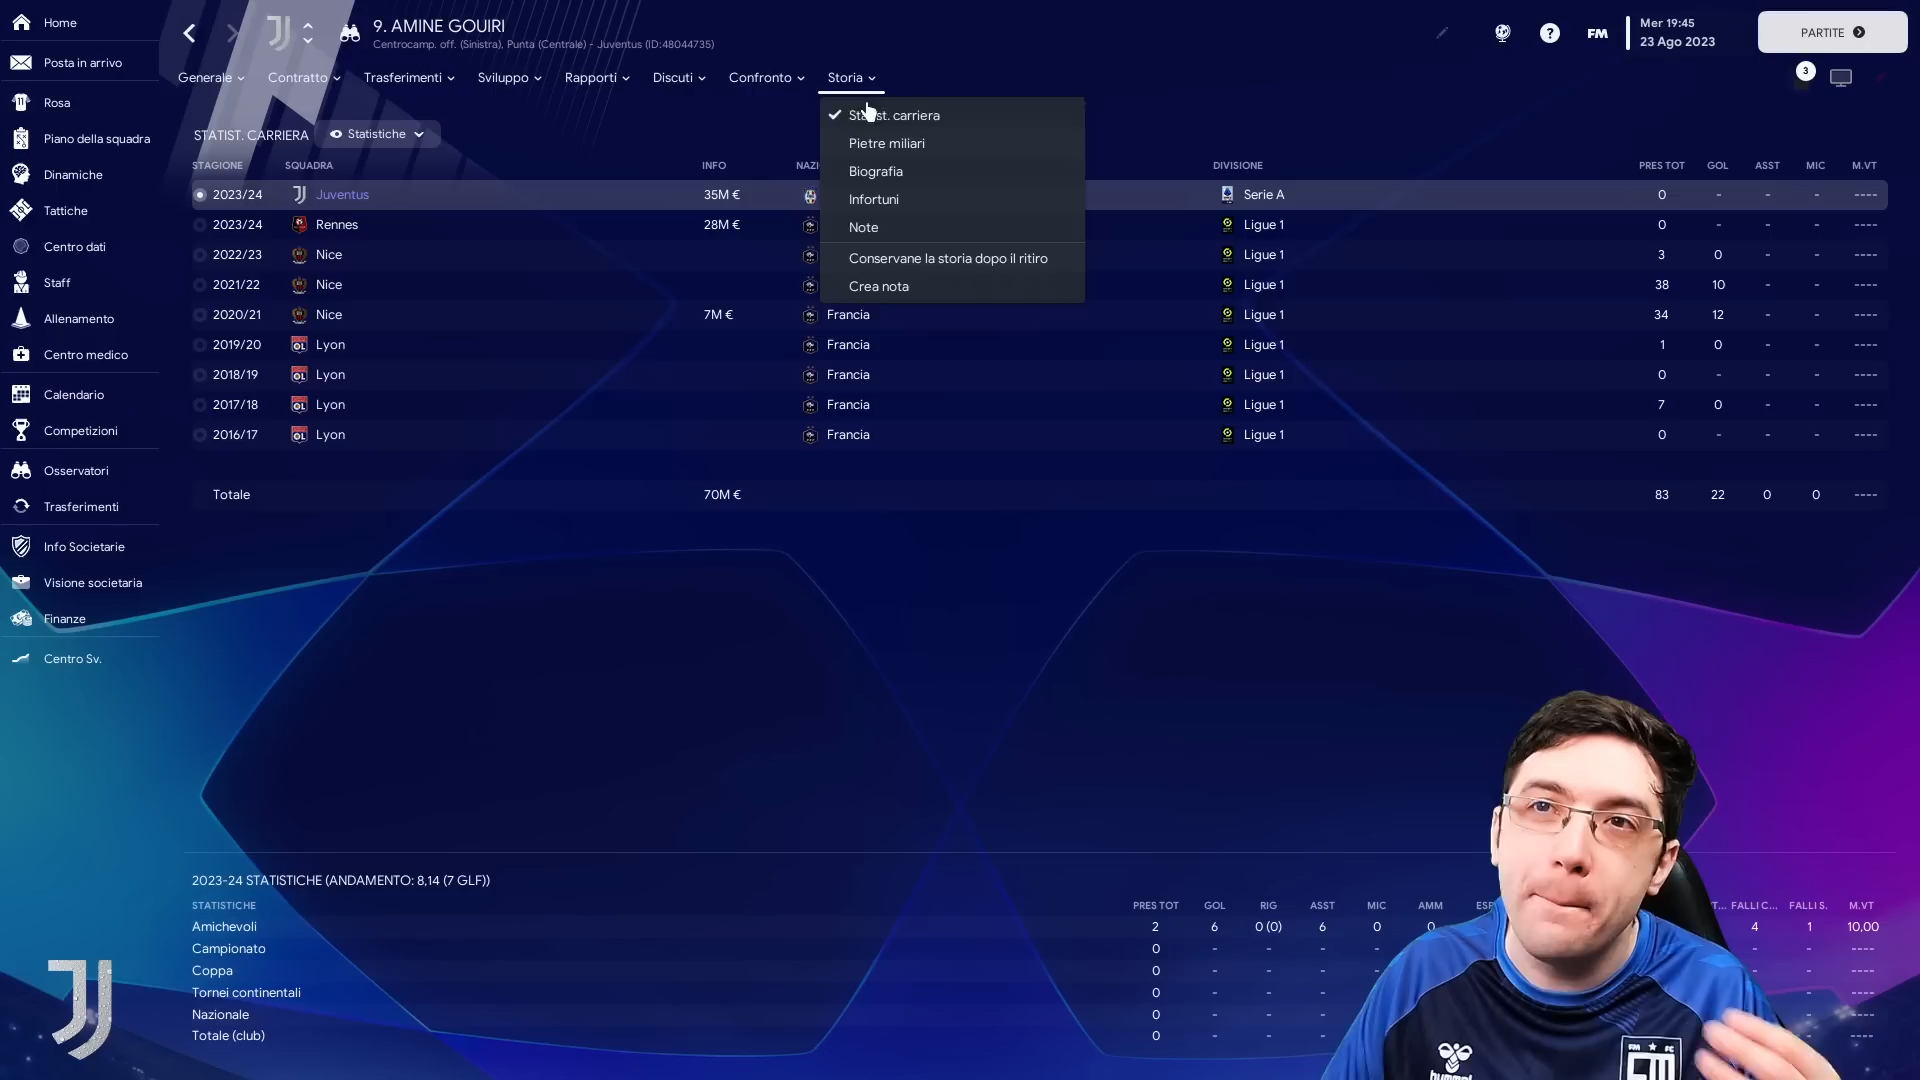 Home
Posta in arrivo
Rosa
Piano della squadra
Dinamiche
Tattiche
Centro dati
Staff
Allenamento
Centro medico
Calendario
Competizioni
Osservatori
Trasferimenti
Info Societarie
Visione societaria
Finanze
Centro Sv.
9. AMINE GOUIRI
Centrocamp. off. (Sinistra), Punta (Centrale) - Juventus (ID:48044735)
? FM Mer 19:45
23 Ago 2023
PARTITE
Generale Contratto Trasferimenti Sviluppo Rapporti Discuti Confronto Storia
3
Statist. carriera
Pietre miliari
Biografia
Infortuni
Note
Conservane la storia dopo il ritiro
Crea nota
STATIST. CARRIERA Statistiche
STAGIONE SQUADRA INFO DIVISIONE PRES TOT GOL ASST MIC M.VT
2023/24 Juventus 35M € Serie A 0 - - - ----
2023/24 Rennes 28M € Ligue 1 0 - - - ----
2022/23 Nice Ligue 1 3 0 - - ----
2021/22 Nice Ligue 1 38 10 - - ----
2020/21 Nice 7M € Francia Ligue 1 34 12 - - ----
2019/20 Lyon Francia Ligue 1 1 0 - - ----
2018/19 Lyon Francia Ligue 1 0 - - - ----
2017/18 Lyon Francia Ligue 1 7 0 - - ----
2016/17 Lyon Francia Ligue 1 0 - - - ----
Totale 70M € 83 22 0 0 ----
2023-24 STATISTICHE (ANDAMENTO: 8,14 (7 GLF))
STATISTICHE PRES TOT GOL RIG ASST MIC AMM FALLI C... FALLI S. M.VT
Amichevoli 2 6 0 (0) 6 0 0 4 1 10,00
Campionato 0 - - - - - - - ----
Coppa 0 - - - - - ----
Tornei continentali 0 - - - - - ----
Nazionale 0 - - - - ----
Totale (club) 0 - - - - ----
hummel
FM FC